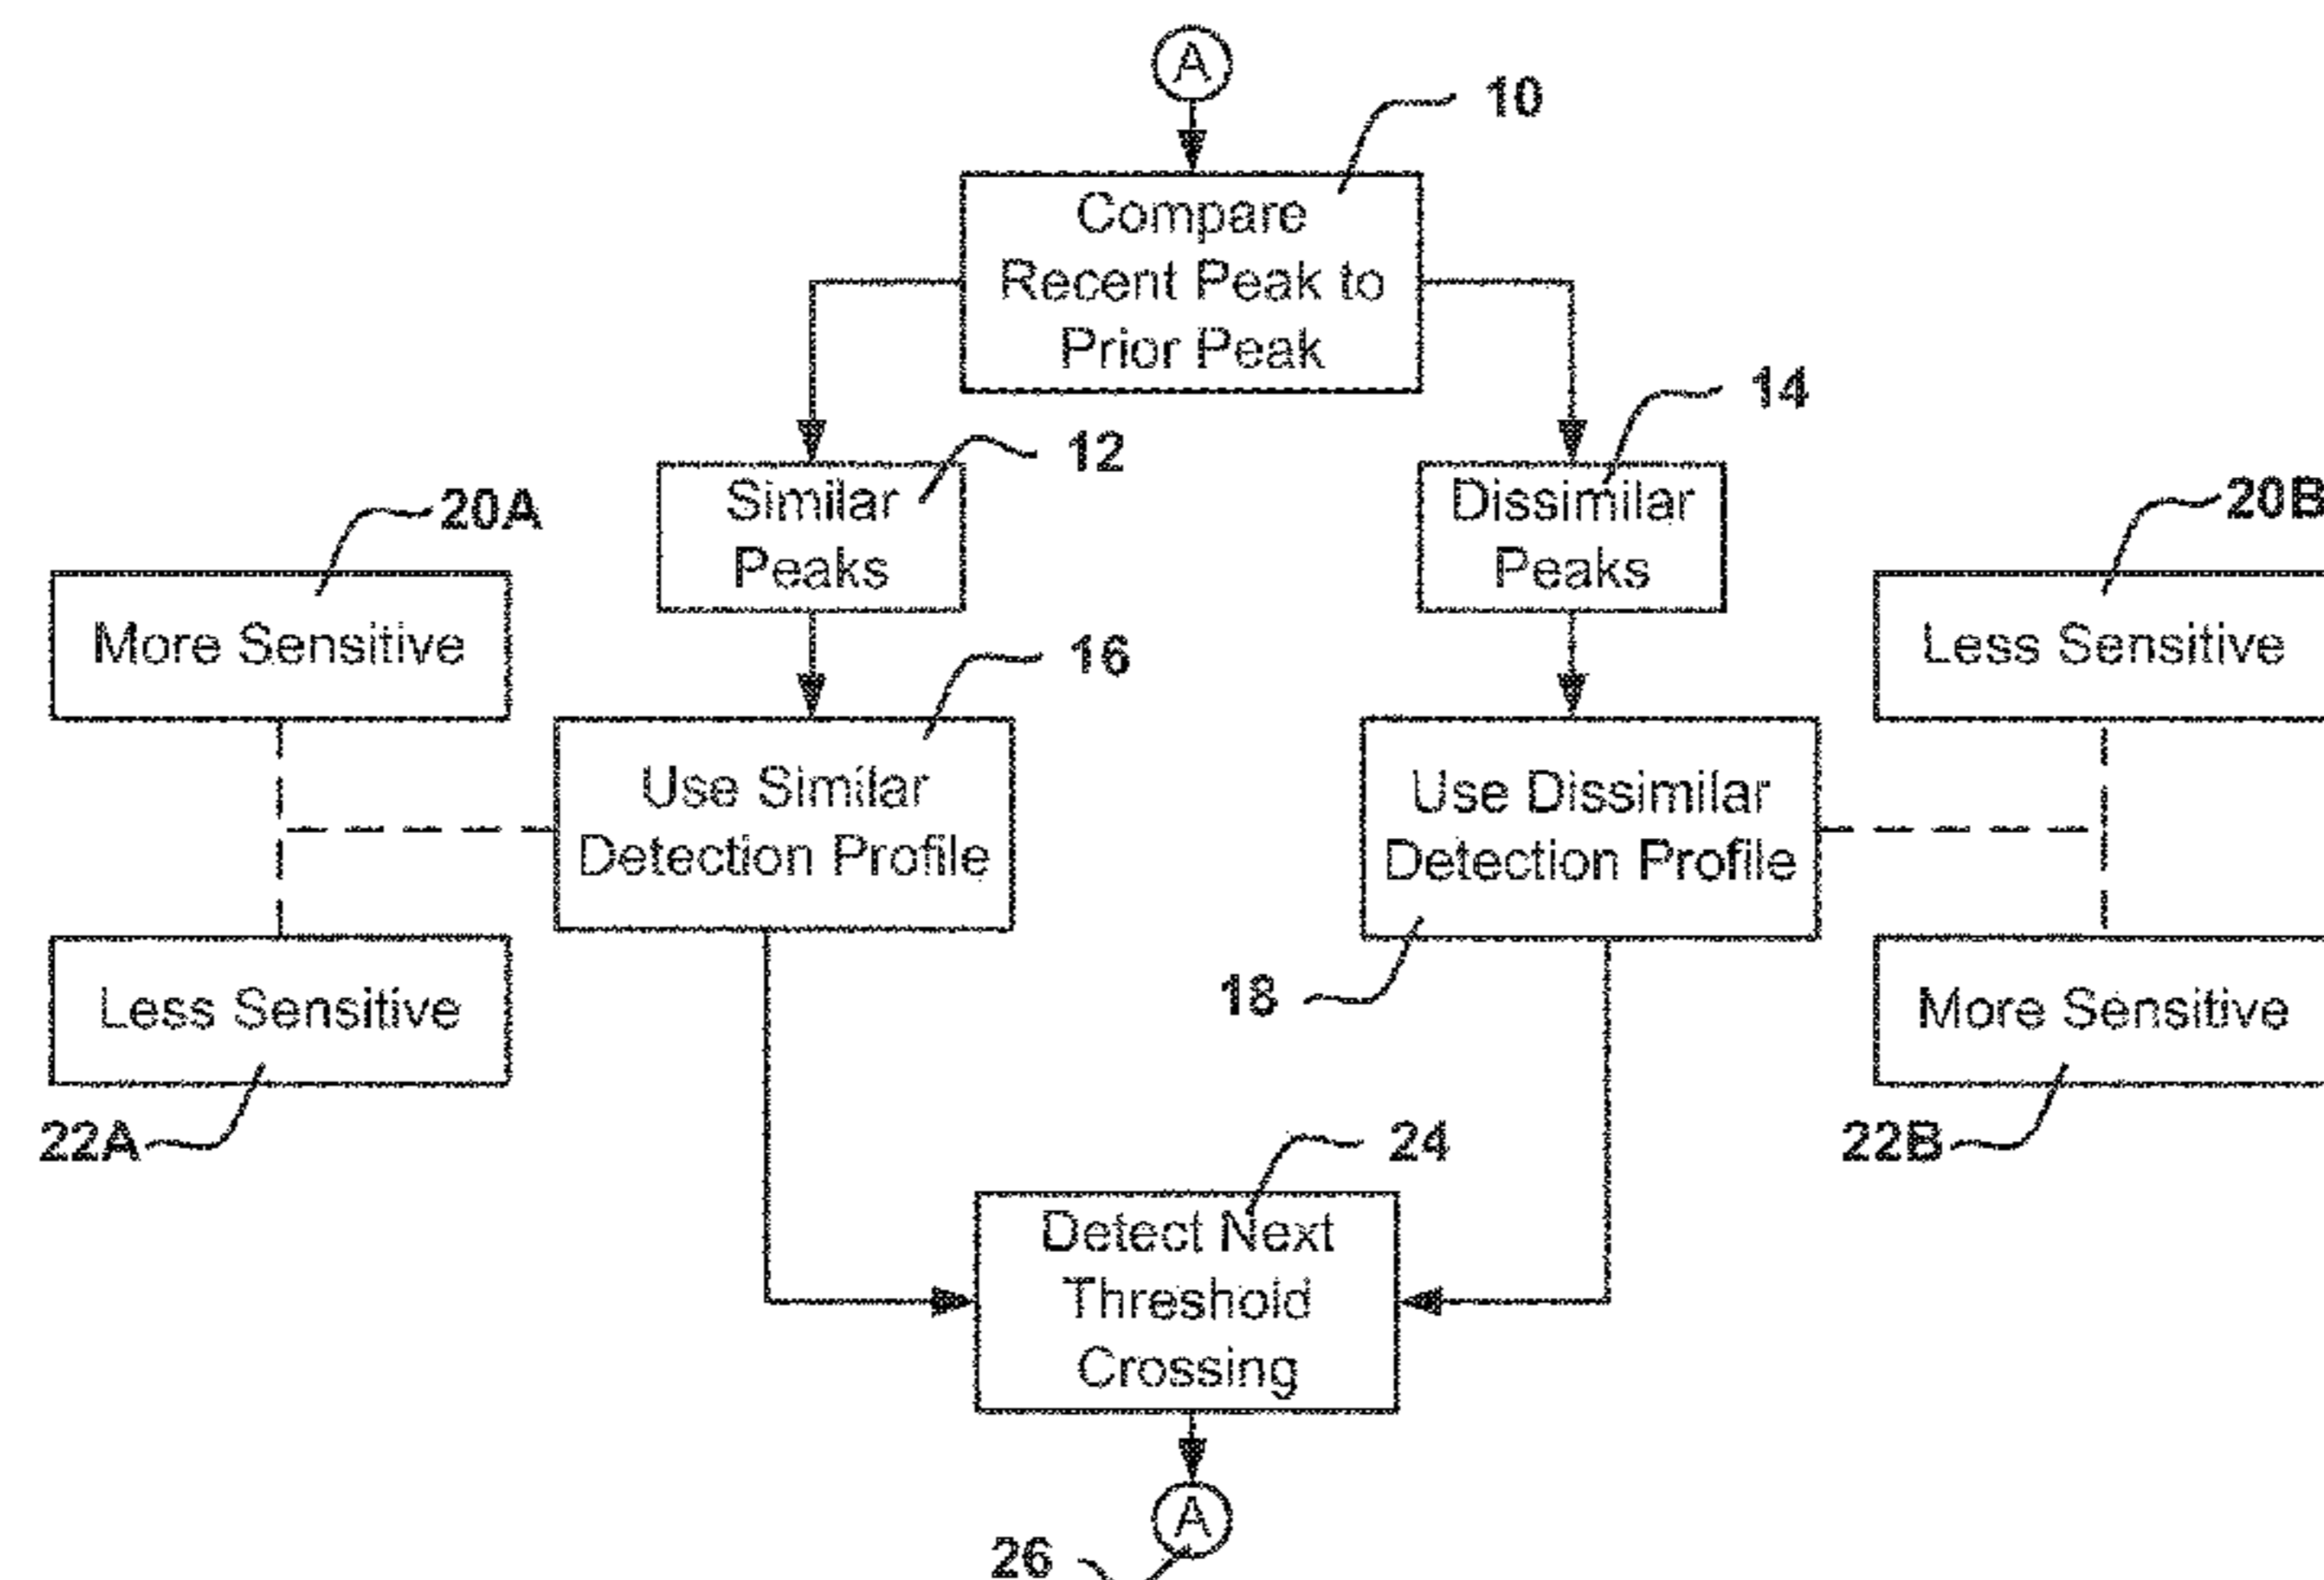 A
10
Compare
Recent Peak to
Prior Peak
12
14
Similar
Peaks
Dissimilar
Peaks
20A
20B
More Sensitive
Less Sensitive
16
Use Similar
Detection Profile
Use Dissimilar
Detection Profile
18
Less Sensitive
More Sensitive
22A
22B
24
Detect Next
Threshold
Crossing
A
26